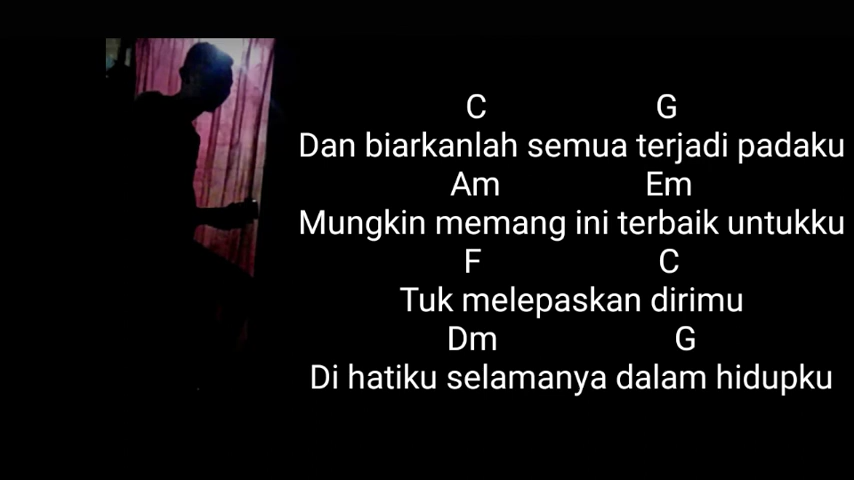 C G
Dan biarkanlah semua terjadi padaku
Am Em
Mungkin memang ini terbaik untukku
F C
Tuk melepaskan dirimu
Dm G
Di hatiku selamanya dalam hidupku